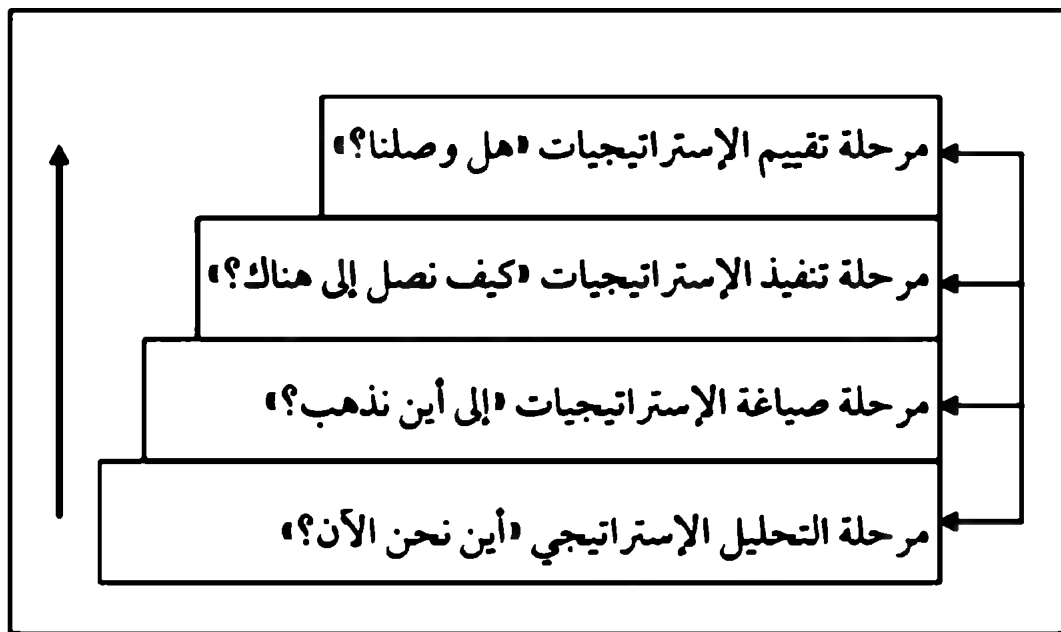 مرحلة تقييم الإستراتيجيات «هل وصلنا؟»
مرحلة تنفيذ الإستراتيجيات «كيف نصل إلى هناك؟»
مرحلة صياغة الإستراتيجيات «إلى أين نذهب؟»
مرحلة التحليل الإستراتيجي «أين نحن الآن؟»